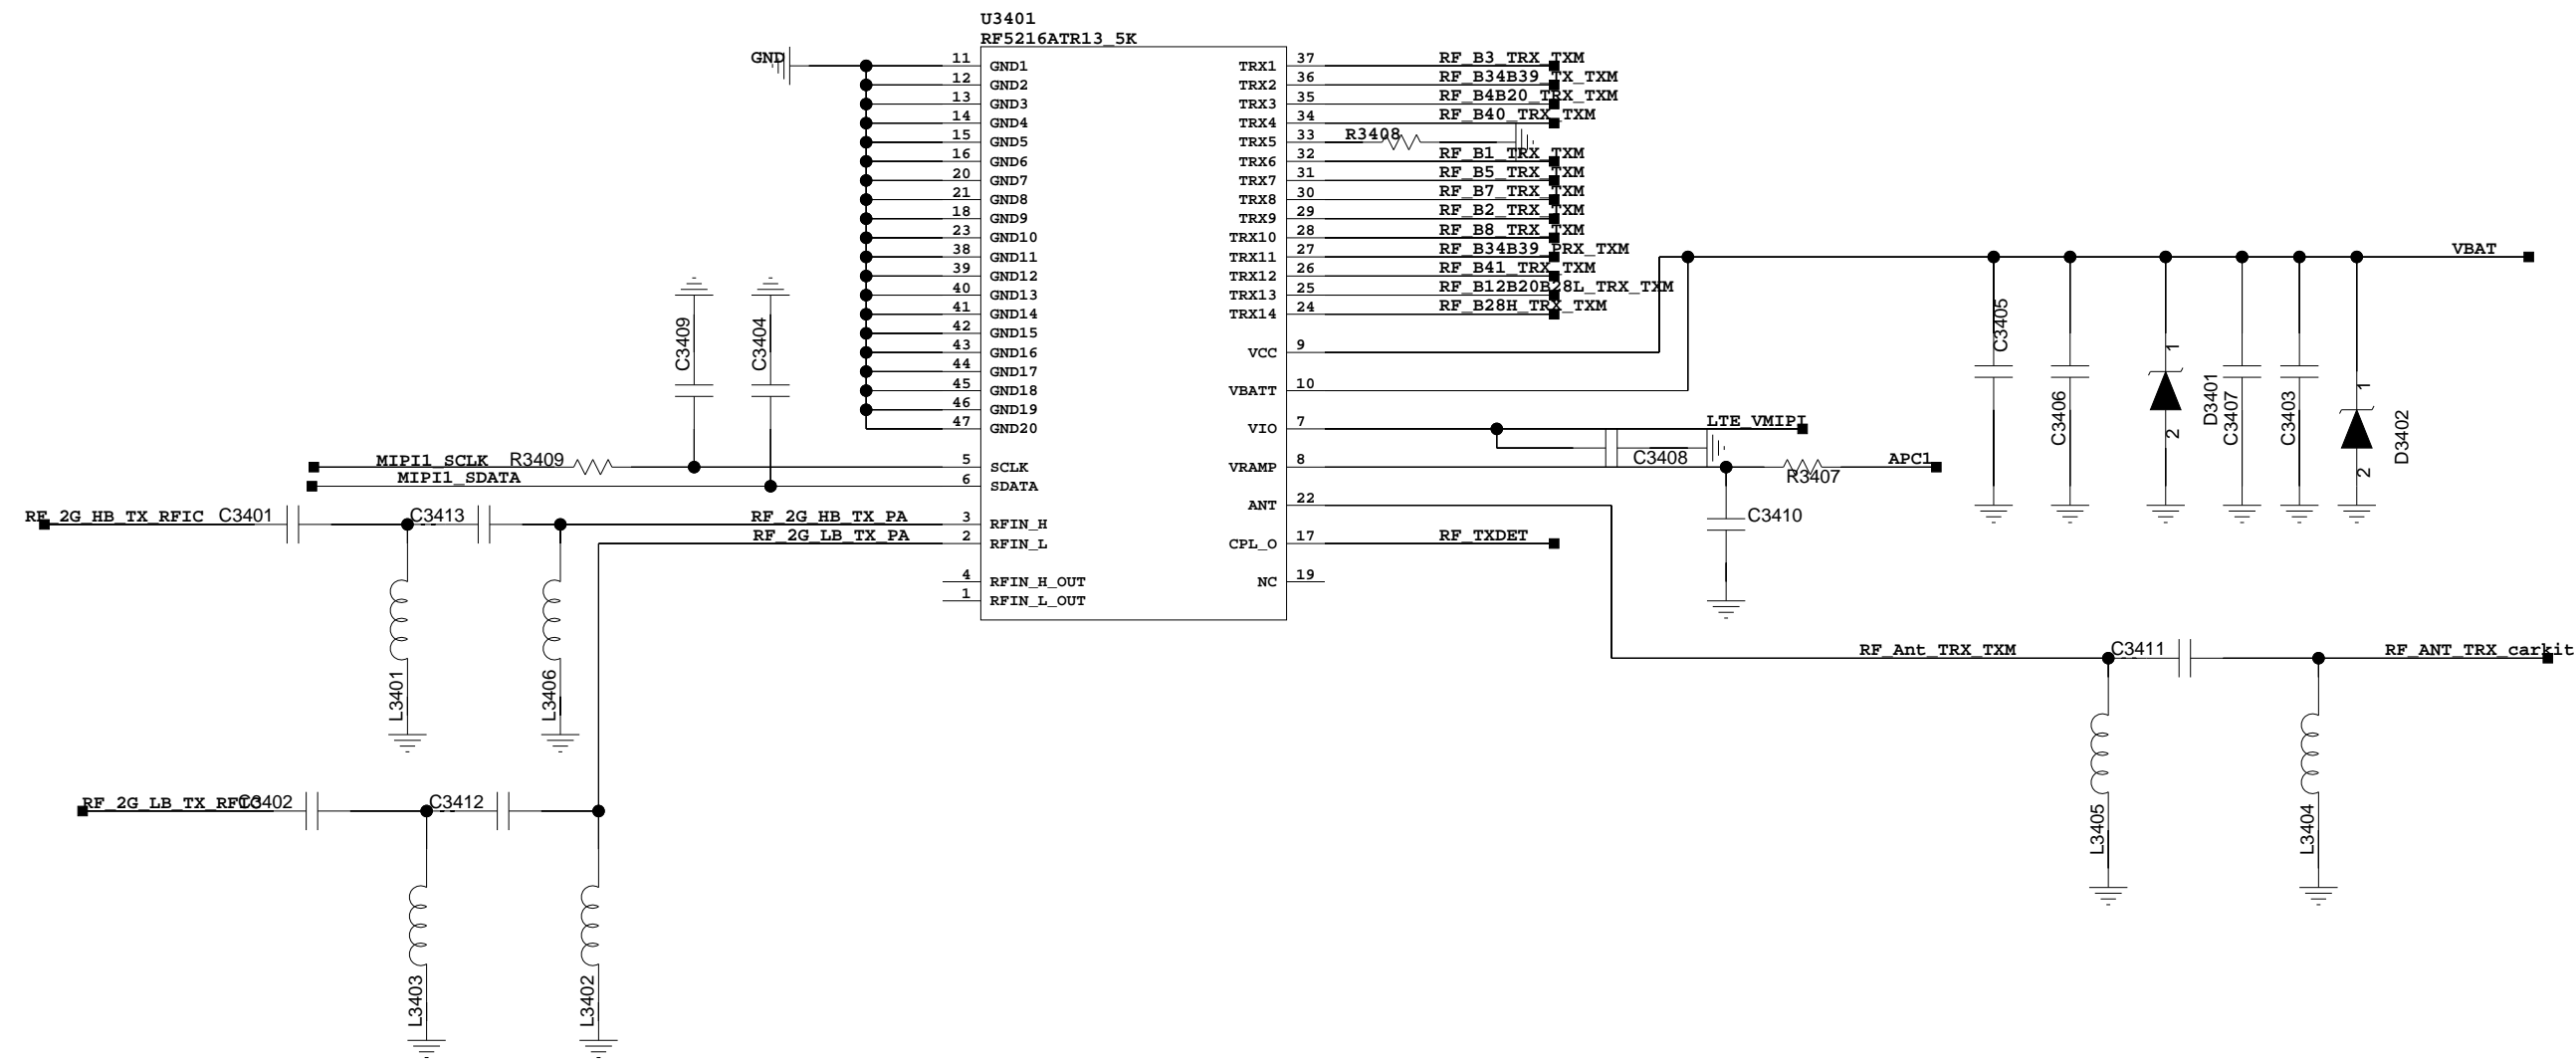 U3401
RF5216ATR13_5K
GND
11 GND1
12 GND2
13 GND3
14 GND4
15 GND5
16 GND6
20 GND7
21 GND8
18 GND9
23 GND10
38 GND11
39 GND12
40 GND13
41 GND14
42 GND15
43 GND16
44 GND17
45 GND18
46 GND19
47 GND20
5 SCLK
6 SDATA
3 RFIN_H
2 RFIN_L
4 RFIN_H_OUT
1 RFIN_L_OUT
TRX1 37 RF_B3_TRX_TXM
TRX2 36 RF_B34B39_TX_TXM
TRX3 35 RF_B4B20_TRX_TXM
TRX4 34 RF_B40_TRX_TXM
TRX5 33 R3408
TRX6 32 RF_B1_TRX_TXM
TRX7 31 RF_B5_TRX_TXM
TRX8 30 RF_B7_TRX_TXM
TRX9 29 RF_B2_TRX_TXM
TRX10 28 RF_B8_TRX_TXM
TRX11 27 RF_B34B39_PRX_TXM
TRX12 26 RF_B41_TRX_TXM
TRX13 25 RF_B12B20B28L_TRX_TXM
TRX14 24 RF_B28H_TRX_TXM
VCC 9
VBATT 10
VIO 7 LTE_VMIPI
C3408
VRAMP 8 R3407 APC1
C3410
ANT 22
CPL_O 17 RF_TXDET
NC 19
VBAT
C3405
C3406
1
2
D3401
C3407
C3403
1
2
D3402
C3409
C3404
MIPI1_SCLK R3409
MIPI1_SDATA
RF_2G_HB_TX_RFIC C3401 C3413 RF_2G_HB_TX_PA
RF_2G_LB_TX_PA
L3401
L3406
RF_2G_LB_TX_RFIC C3402 C3412
L3403
L3402
RF_Ant_TRX_TXM C3411 RF_ANT_TRX_carkit
L3405
L3404